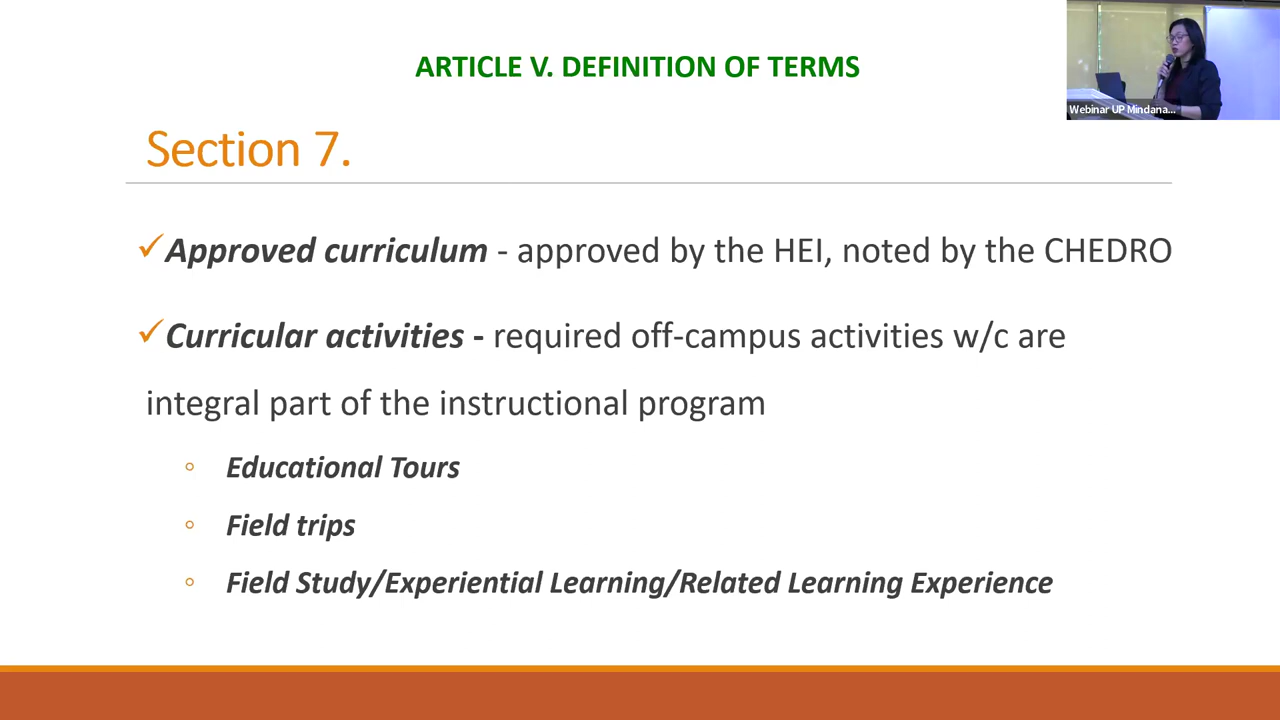 ARTICLE V. DEFINITION OF TERMS
Webinar UP Mindana...
Section 7.
✓Approved curriculum - approved by the HEI, noted by the CHEDRO
✓Curricular activities - required off-campus activities w/c are
integral part of the instructional program
◦ Educational Tours
◦ Field trips
◦ Field Study/Experiential Learning/Related Learning Experience